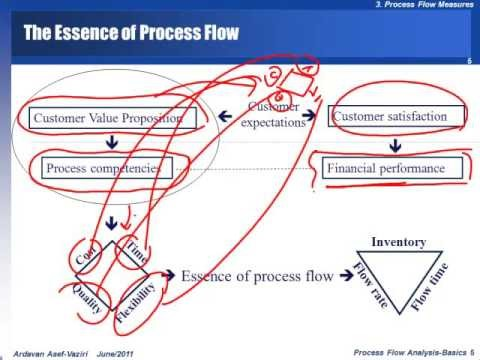 3. Process Flow Measures
The Essence of Process Flow
5
Customer Value Proposition
Customer
expectations
Customer satisfaction
Process competencies
Financial performance
Cost
Time
Quality
Flexibility
Essence of process flow
Inventory
Flow rate
Flow time
Ardavan Asef-Vaziri June/2011
Process Flow Analysis-Basics 5